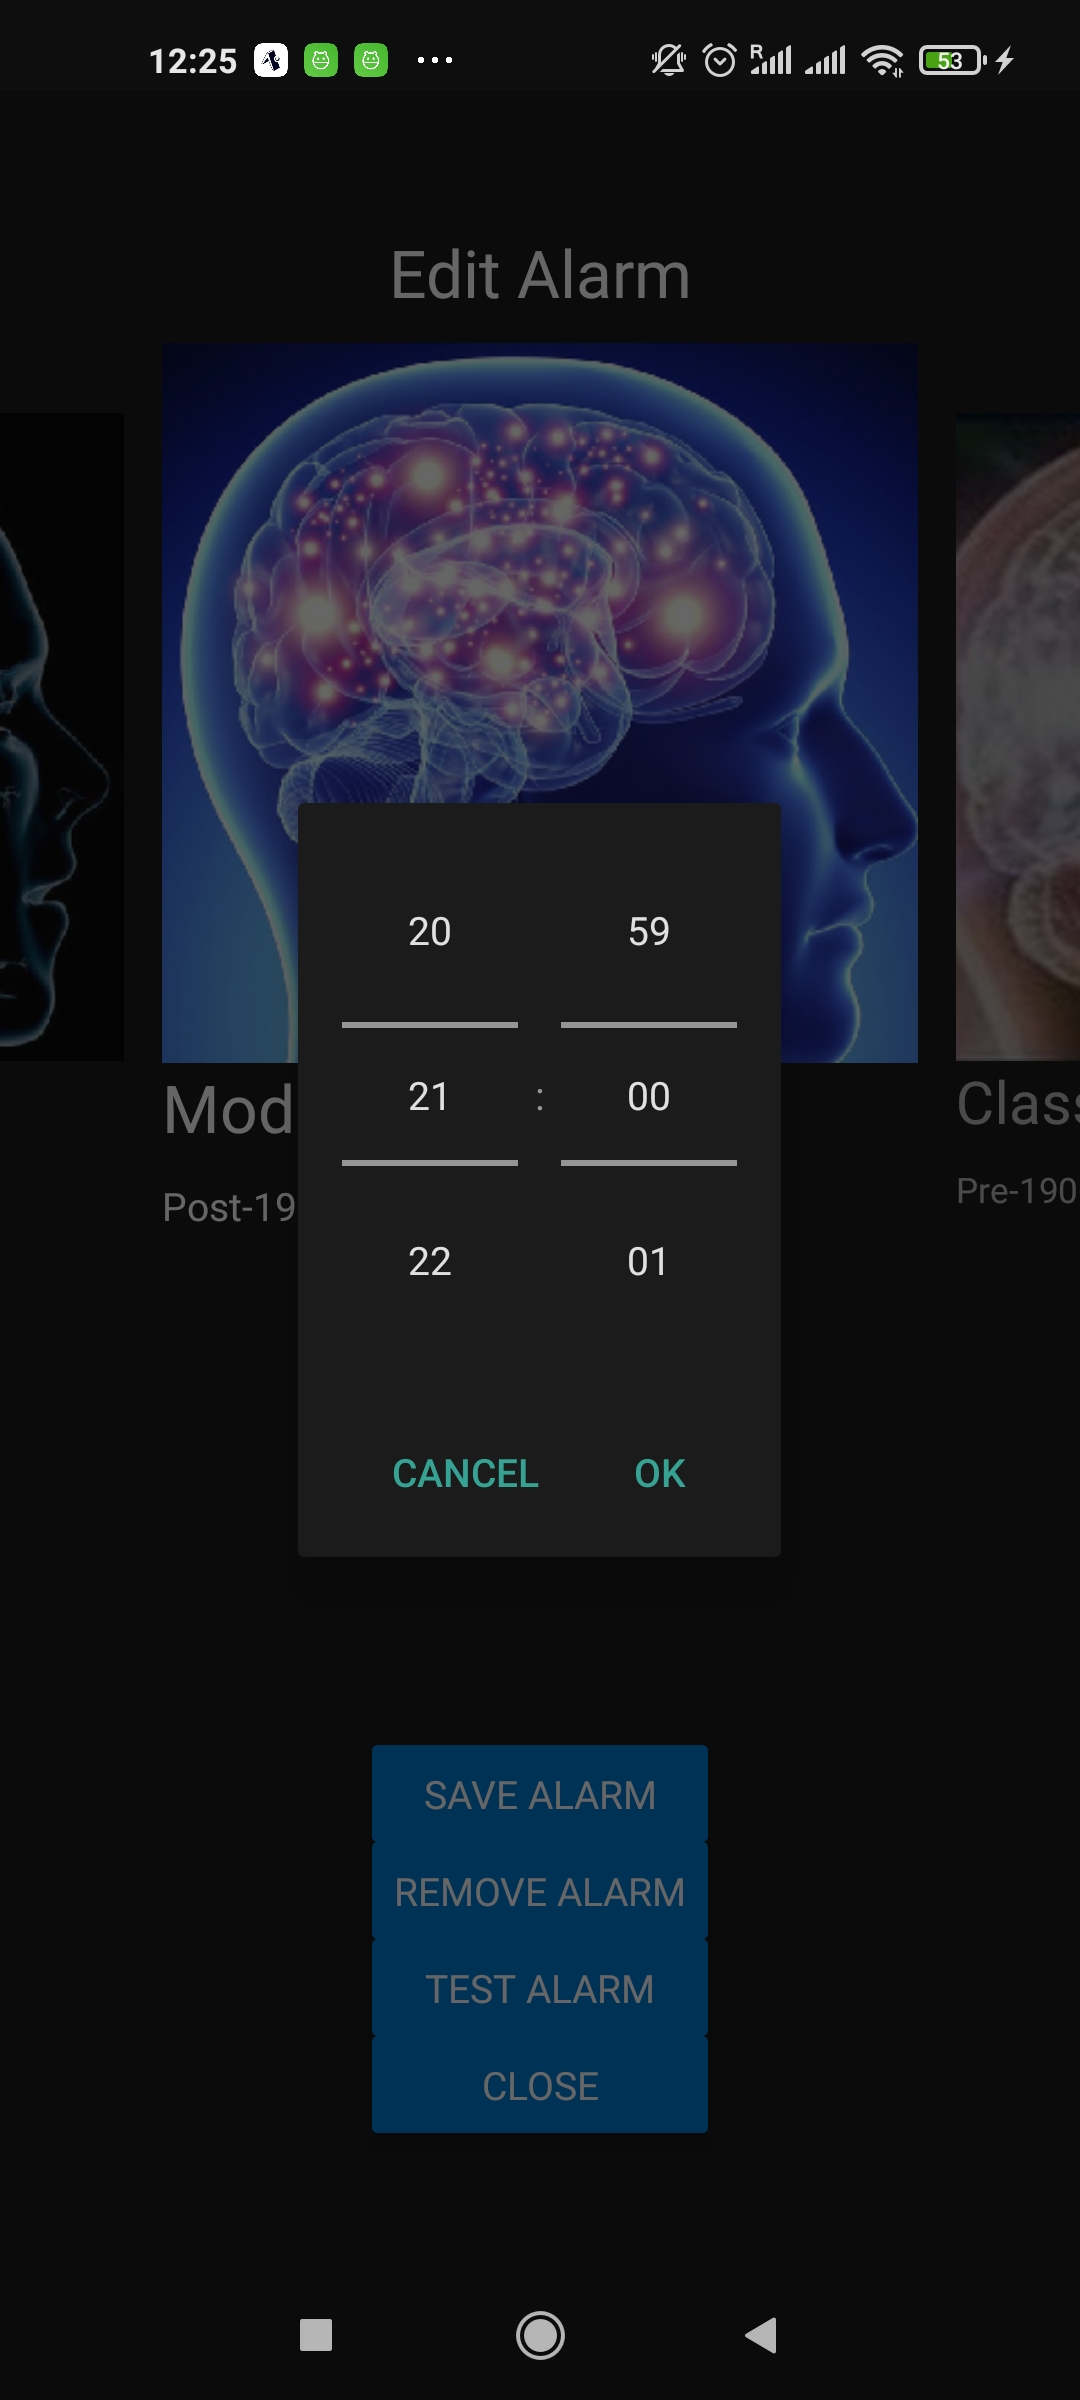 12:25
R
53
Edit Alarm
Mod
Class
Post-19
Pre-190
20 59
21 : 00
22 01
CANCEL OK
SAVE ALARM
REMOVE ALARM
TEST ALARM
CLOSE